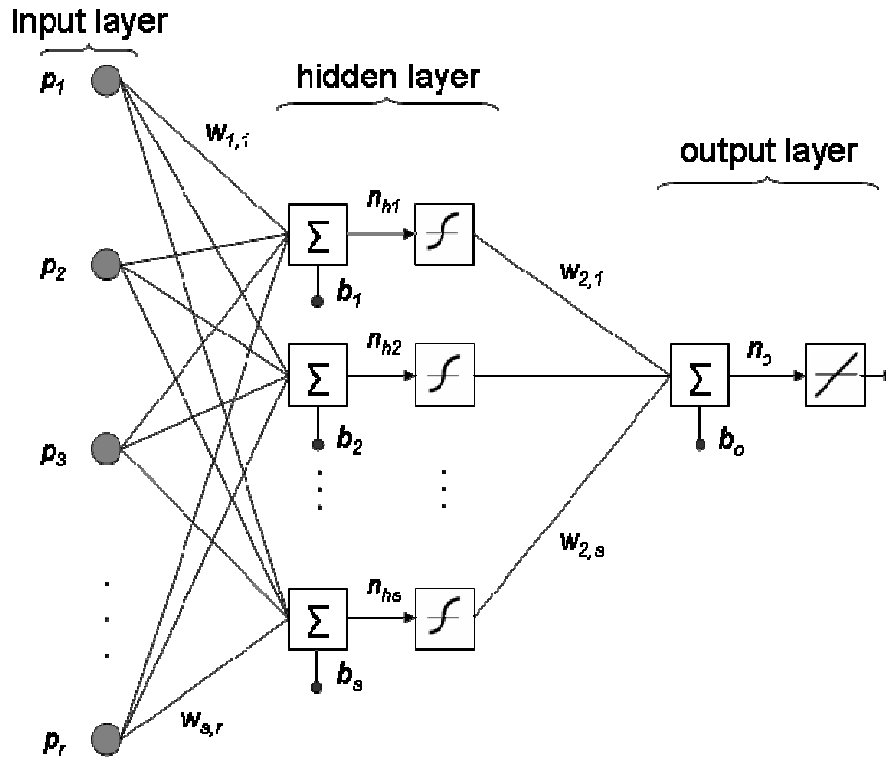 Input layer
p1
hidden layer
w1,1
output layer
nh1
Σ
p2
w2,1
b1
nh2
no
Σ
Σ
b2
bo
p3
w2,s
nhs
Σ
bs
ws,r
pr